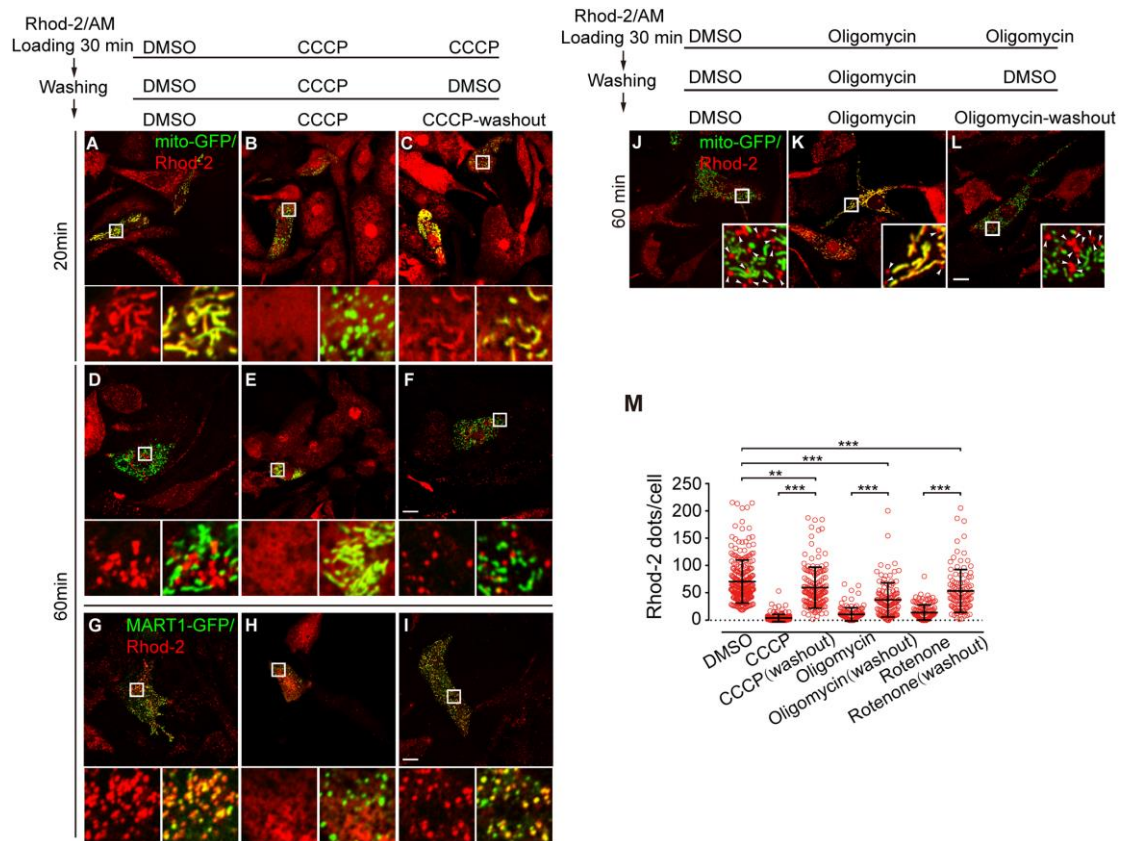 Rhod-2/AM
Loading 30 min
DMSO CCCP CCCP
Washing
DMSO CCCP DMSO
DMSO CCCP CCCP-washout
A mito-GFP/ B C
Rhod-2
20min
D E F
60min
G MART1-GFP/ H I
Rhod-2
Rhod-2/AM
Loading 30 min
DMSO Oligomycin Oligomycin
Washing
DMSO Oligomycin DMSO
DMSO Oligomycin Oligomycin-washout
J mito-GFP/ K L
Rhod-2
60 min
M
***
***
**
*** *** ***
Rhod-2 dots/cell
250
200
150
100
50
0
DMSO
CCCP
CCCP(washout)
Oligomycin
Oligomycin(washout)
Rotenone
Rotenone(washout)